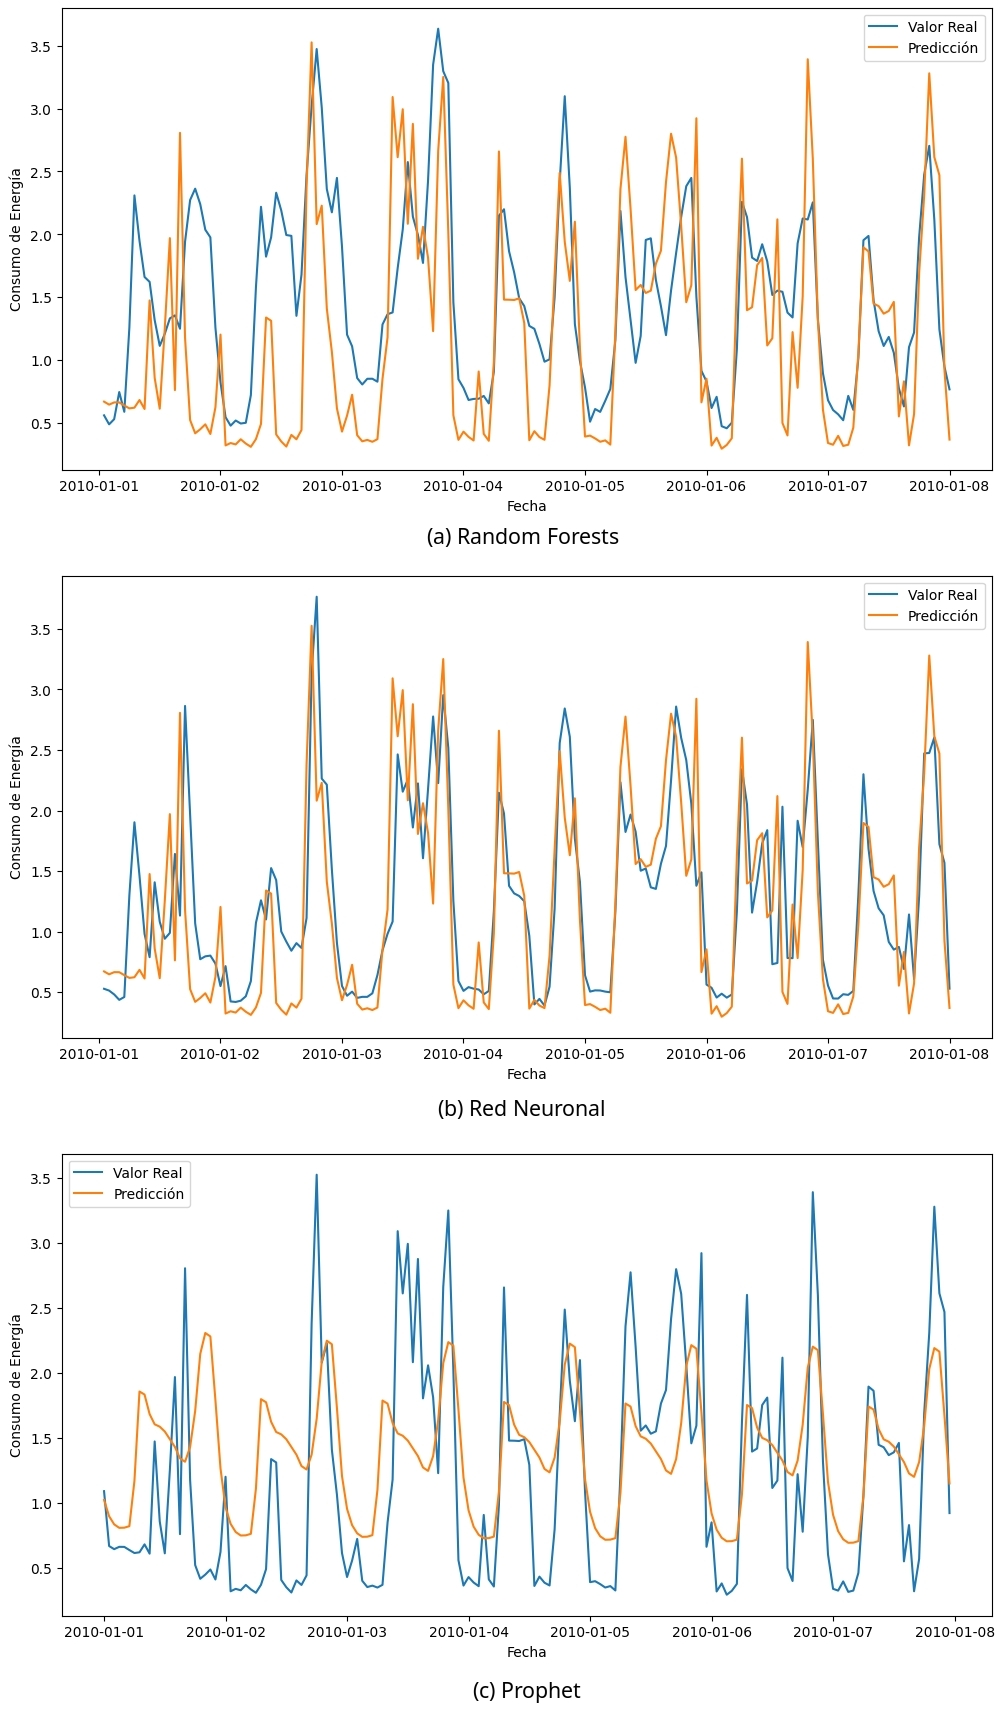 Valor Real
Predicción
3.5
3.0
2.5
2.0
1.5
1.0
0.5
Consumo de Energía
2010-01-01 2010-01-02 2010-01-03 2010-01-04 2010-01-05 2010-01-06 2010-01-07 2010-01-08
Fecha
(a) Random Forests
Valor Real
Predicción
3.5
3.0
2.5
2.0
1.5
1.0
0.5
Consumo de Energía
2010-01-01 2010-01-02 2010-01-03 2010-01-04 2010-01-05 2010-01-06 2010-01-07 2010-01-08
Fecha
(b) Red Neuronal
Valor Real
Predicción
3.5
3.0
2.5
2.0
1.5
1.0
0.5
Consumo de Energía
2010-01-01 2010-01-02 2010-01-03 2010-01-04 2010-01-05 2010-01-06 2010-01-07 2010-01-08
Fecha
(c) Prophet